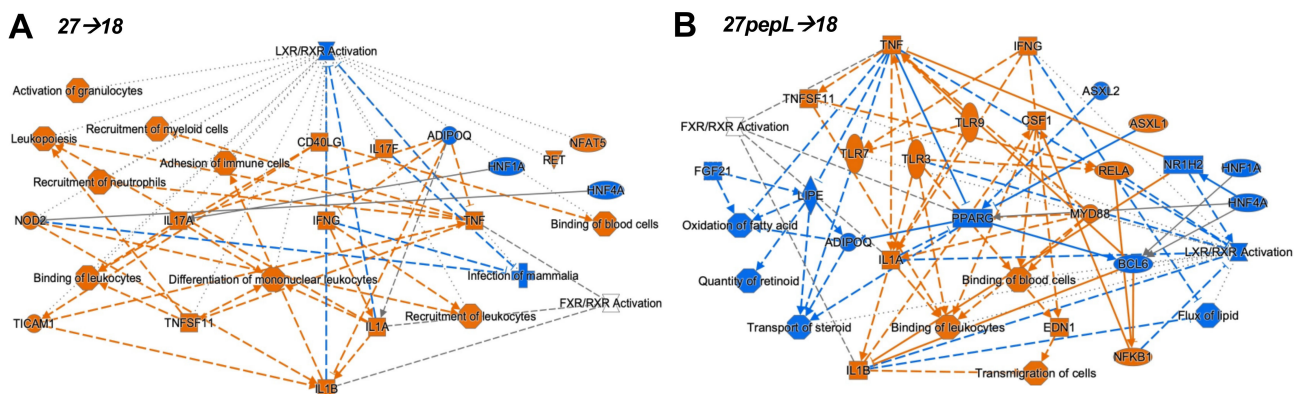 A 27→18
LXR/RXR Activation
Activation of granulocytes
Leukopoiesis
Recruitment of myeloid cells
CD40LG
IL17F
ADIPOQ
NFAT5
Adhesion of immune cells
HNF1A
RET
Recruitment of neutrophils
HNF4A
NOD2
IL17A
IFNG
TNF
Binding of blood cells
Binding of leukocytes
Differentiation of mononuclear leukocytes
Infection of mammalia
FXR/RXR Activation
TICAM1
TNFSF11
IL1A
Recruitment of leukocytes
IL1B
B 27pepL→18
TNF
IFNG
ASXL2
TNFSF11
FXR/RXR Activation
TLR9
CSF1
ASXL1
TLR7
TLR3
FGF21
LIPE
RELA
NR1H2
HNF1A
HNF4A
Oxidation of fatty acid
PPARG
MYD88
ADIPOQ
IL1A
LXR/RXR Activation
BCL6
Quantity of retinoid
Binding of blood cells
Transport of steroid
Binding of leukocytes
EDN1
Flux of lipid
IL1B
Transmigration of cells
NFKB1